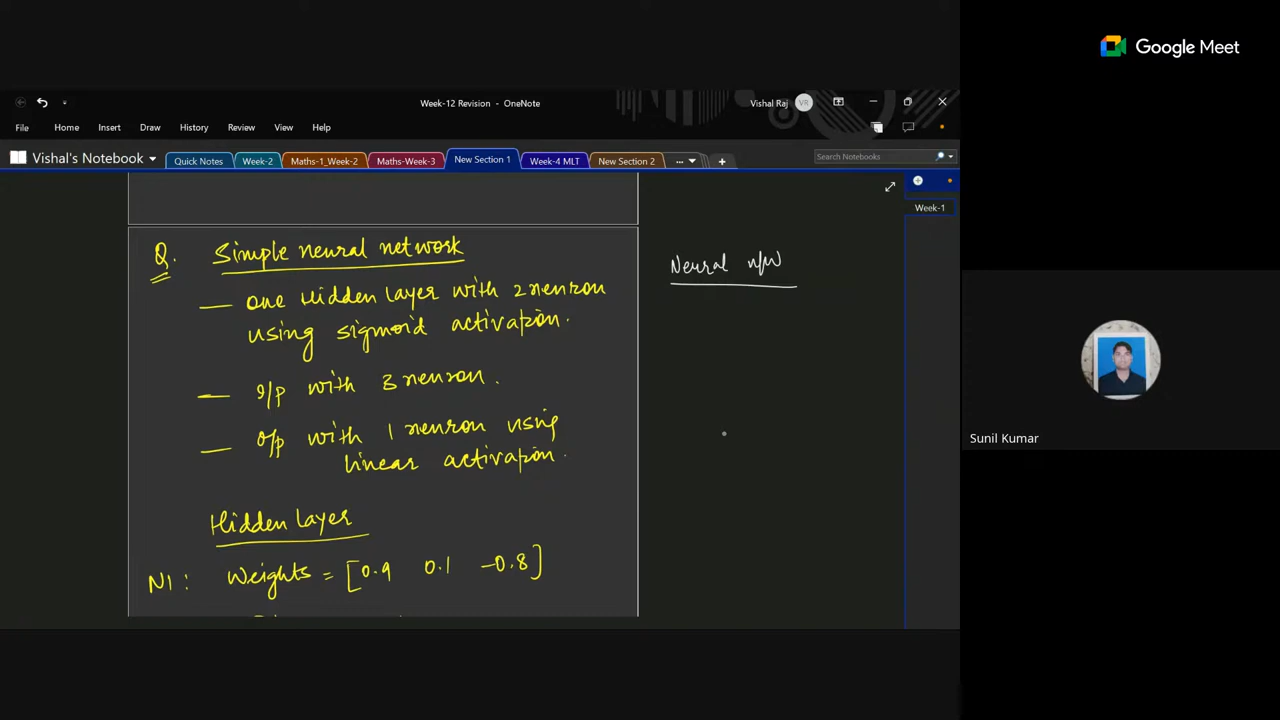 Google Meet
Week-12 Revision - OneNote
Vishal Raj
VR
File
Home
Insert
Draw
History
Review
View
Help
Vishal's Notebook
Quick Notes
Week-2
Maths-1_Week-2
Maths-Week-3
New Section 1
Week-4 MLT
New Section 2
...
Search Notebooks
Week-1
Q. Simple neural network
— one Hidden layer with 2 neuron
using sigmoid activation.
— I/p with 3 neuron.
— O/p with 1 neuron using
linear activation.
Hidden Layer
N1: Weights = [0.9 0.1 -0.8]
Neural n/w
Sunil Kumar